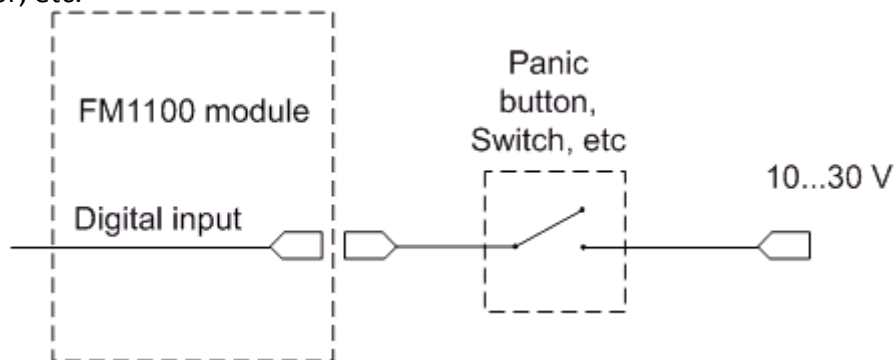 FM1100 module
Digital input
Panic
button,
Switch, etc
10...30 V